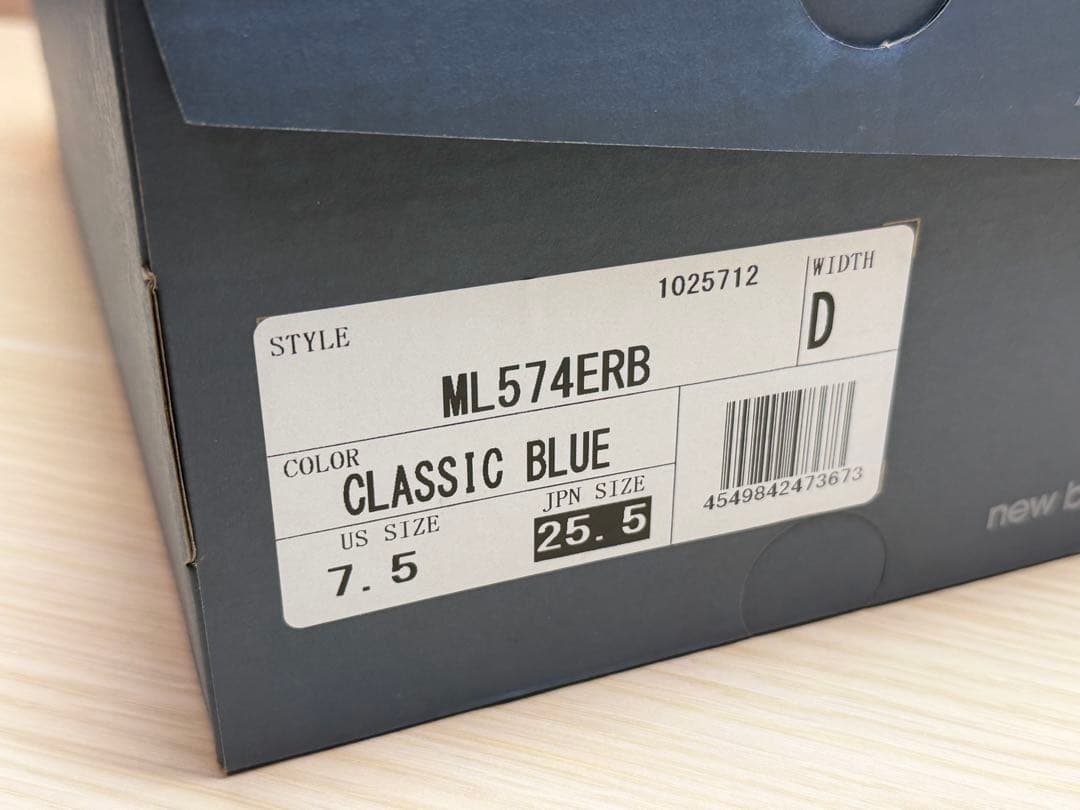 STYLE
1025712
WIDTH
D
ML574ERB
COLOR
CLASSIC BLUE
US SIZE
7.5
JPN SIZE
25.5
4549842473673
new b